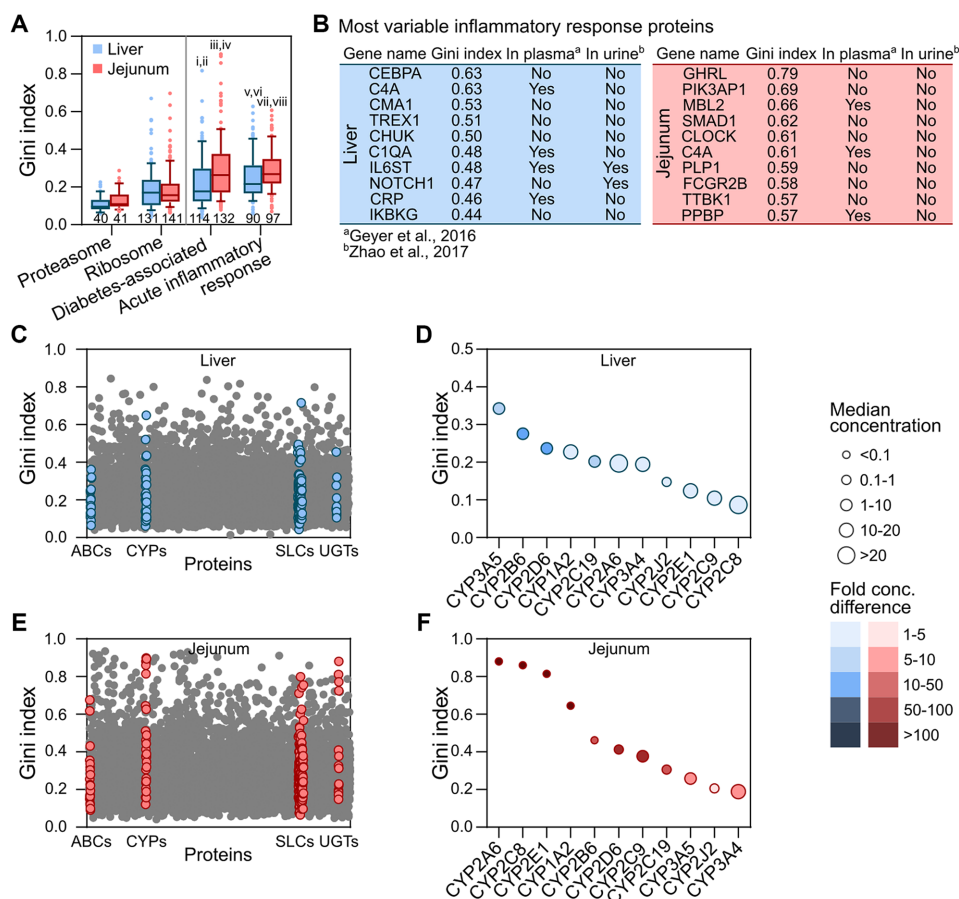 A
1.0
0.8
0.6
0.4
0.2
0.0
Gini index
Liver
Jejunum
iii,iv
i,ii
v,vi
vii,viii
40 41 131 141 114 132 90 97
Proteasome
Ribosome
Diabetes-associated
Acute inflammatory
response
B Most variable inflammatory response proteins
Gene name Gini index In plasmaa In urineb
Liver
CEBPA 0.63 No No
C4A 0.63 Yes No
CMA1 0.53 No No
TREX1 0.51 No No
CHUK 0.50 No No
C1QA 0.48 Yes No
IL6ST 0.48 Yes Yes
NOTCH1 0.47 No Yes
CRP 0.46 Yes No
IKBKG 0.44 No No
Gene name Gini index In plasmaa In urineb
Jejunum
GHRL 0.79 No No
PIK3AP1 0.69 No No
MBL2 0.66 Yes No
SMAD1 0.62 No No
CLOCK 0.61 No No
C4A 0.61 Yes No
PLP1 0.59 No No
FCGR2B 0.58 No No
TTBK1 0.57 No No
PPBP 0.57 Yes No
aGeyer et al., 2016
bZhao et al., 2017
C
Liver
1.0
0.8
0.6
0.4
0.2
0.0
Gini index
ABCs CYPs SLCs UGTs
Proteins
D
Liver
0.5
0.4
0.3
0.2
0.1
0.0
Gini index
CYP3A5
CYP2B6
CYP2D6
CYP1A2
CYP2C19
CYP2A6
CYP3A4
CYP2J2
CYP2E1
CYP2C9
CYP2C8
Median
concentration
<0.1
0.1-1
1-10
10-20
>20
Fold conc.
difference
1-5
5-10
10-50
50-100
>100
E
Jejunum
1.0
0.8
0.6
0.4
0.2
0.0
Gini index
ABCs CYPs SLCs UGTs
Proteins
F
Jejunum
1.0
0.8
0.6
0.4
0.2
0.0
Gini index
CYP2A6
CYP2C8
CYP2E1
CYP1A2
CYP2B6
CYP2D6
CYP2C9
CYP2C19
CYP3A5
CYP2J2
CYP3A4